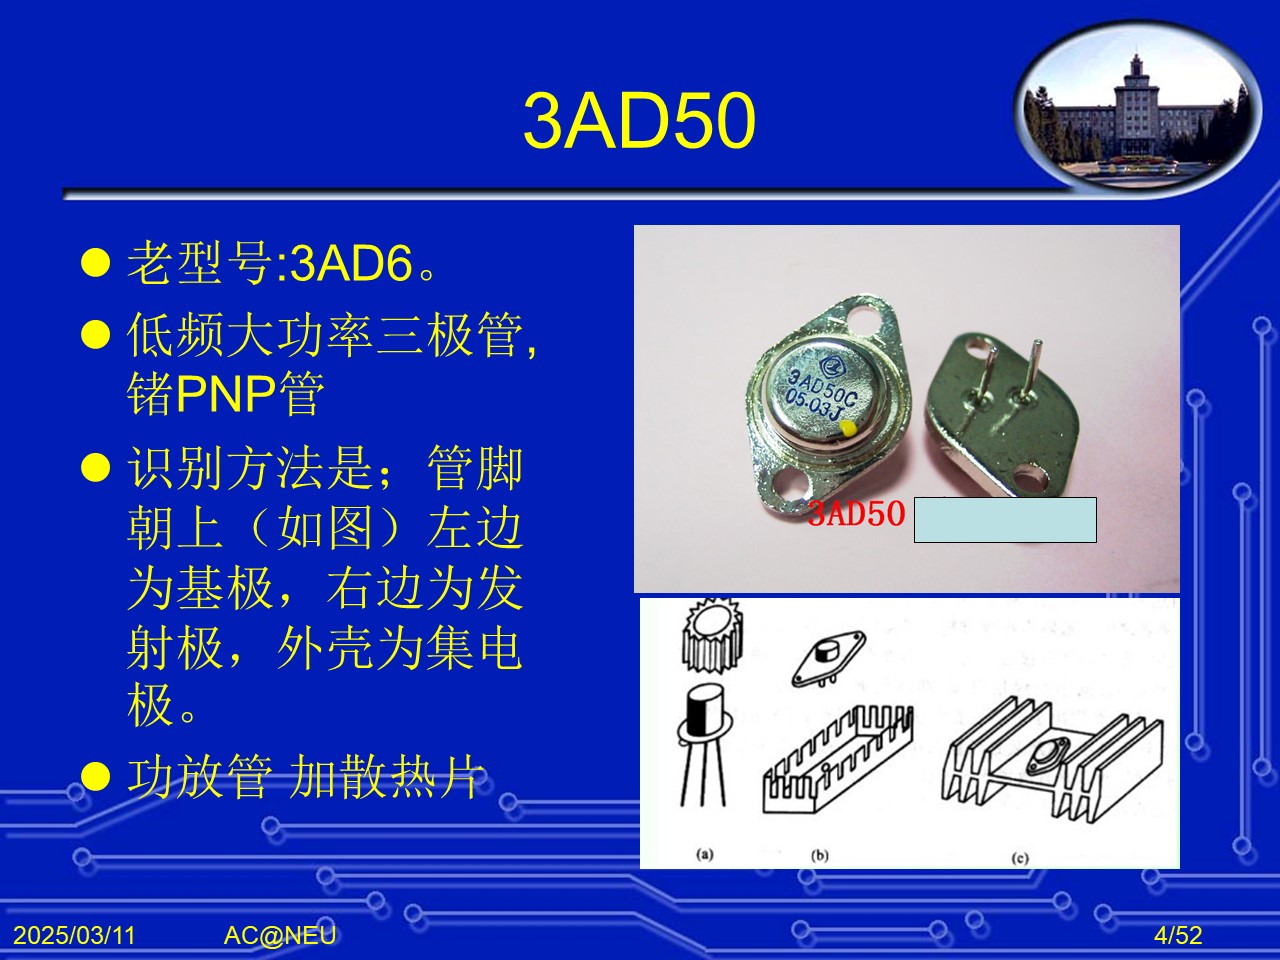 3AD50
老型号:3AD6。
低频大功率三极管,
锗PNP管
识别方法是；管脚
朝上（如图）左边
为基极，右边为发
射极，外壳为集电
极。
功放管 加散热片
3AD50C
05.03J
3AD50
(a)
(b)
(c)
2025/03/11
AC@NEU
4/52